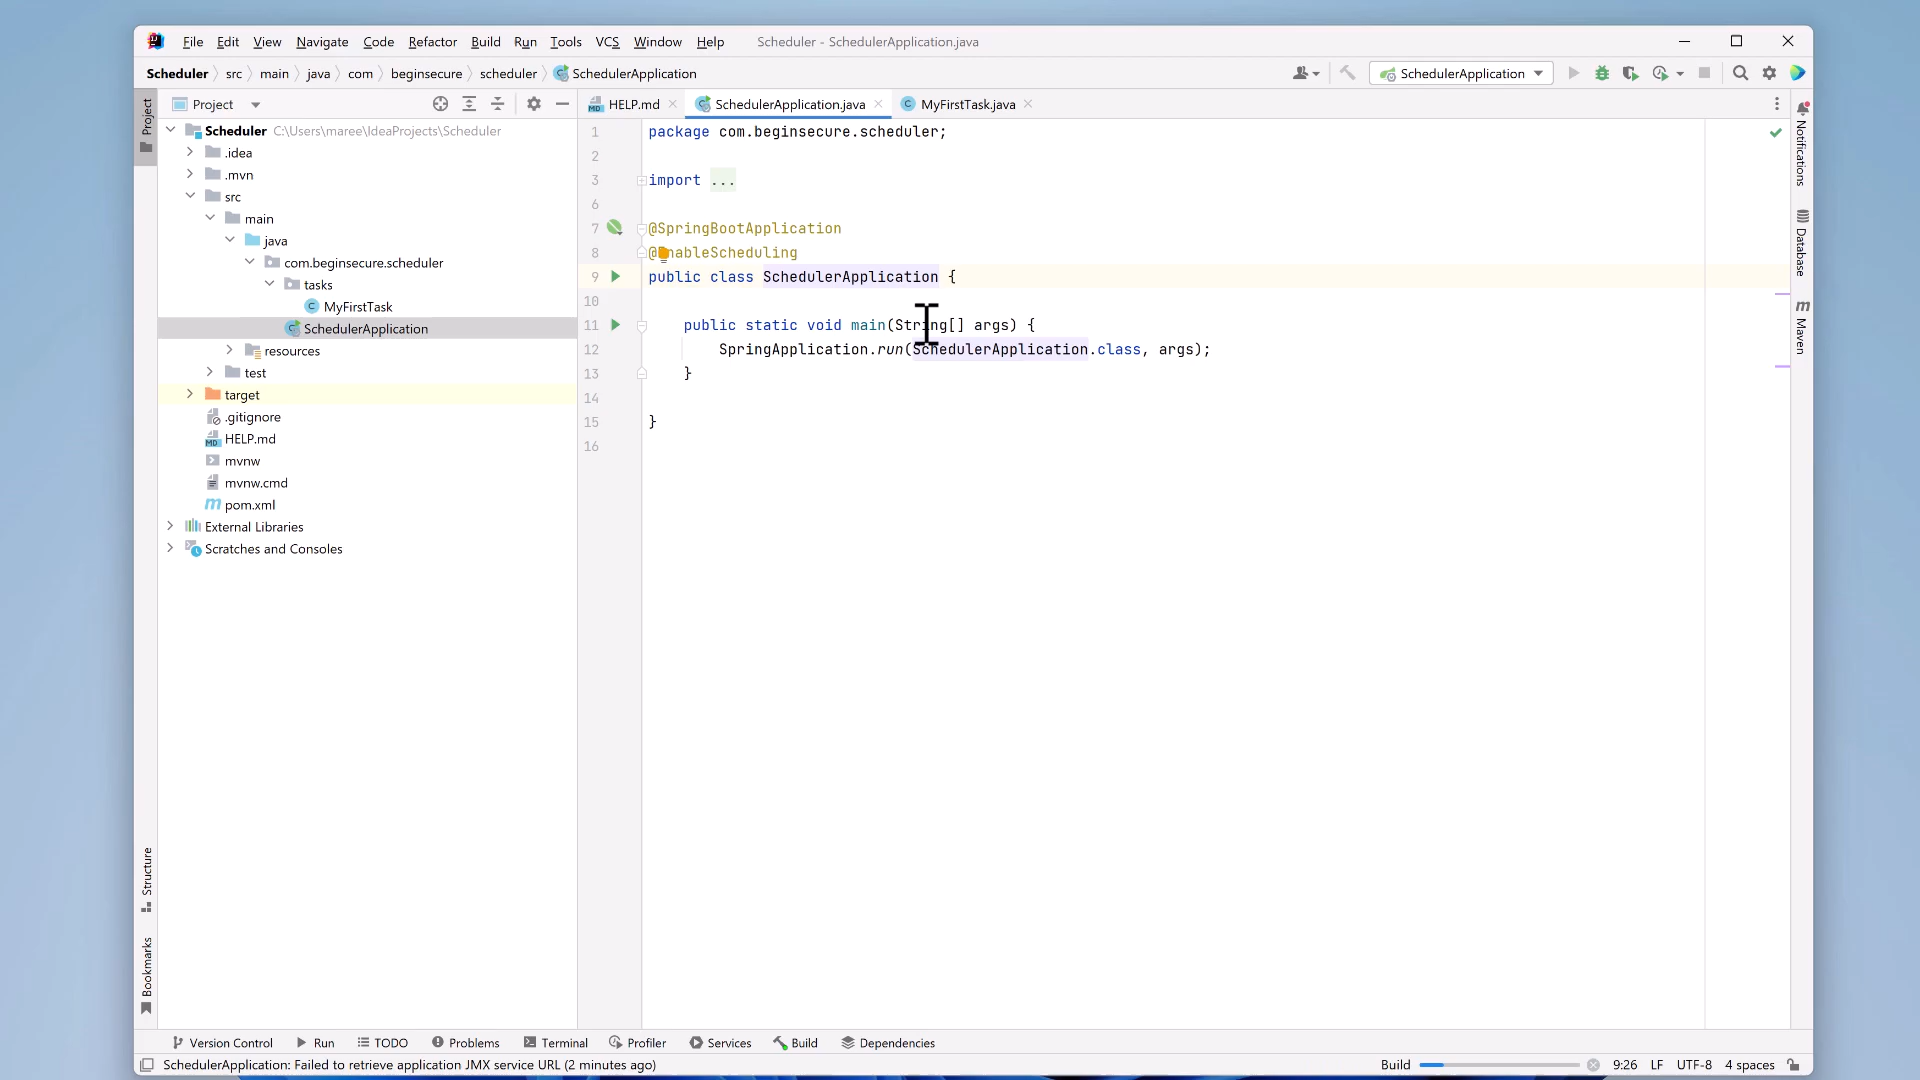 File Edit View Navigate Code Refactor Build Run Tools VCS Window Help Scheduler - SchedulerApplication.java
Scheduler src main java com beginsecure scheduler SchedulerApplication
SchedulerApplication
Project
HELP.md SchedulerApplication.java MyFirstTask.java
Project
Scheduler C:\Users\maree\IdeaProjects\Scheduler
.idea
.mvn
src
main
java
com.beginsecure.scheduler
tasks
MyFirstTask
SchedulerApplication
resources
test
target
.gitignore
HELP.md
mvnw
mvnw.cmd
pom.xml
External Libraries
Scratches and Consoles
Structure
Bookmarks
1 package com.beginsecure.scheduler;
2
3 import ...
6
7 @SpringBootApplication
8 @EnableScheduling
9 public class SchedulerApplication {
10
11 public static void main(String[] args) {
12 SpringApplication.run(SchedulerApplication.class, args);
13 }
14
15 }
16
Notifications
Database
Maven
Version Control Run TODO Problems Terminal Profiler Services Build Dependencies
SchedulerApplication: Failed to retrieve application JMX service URL (2 minutes ago) Build 9:26 LF UTF-8 4 spaces